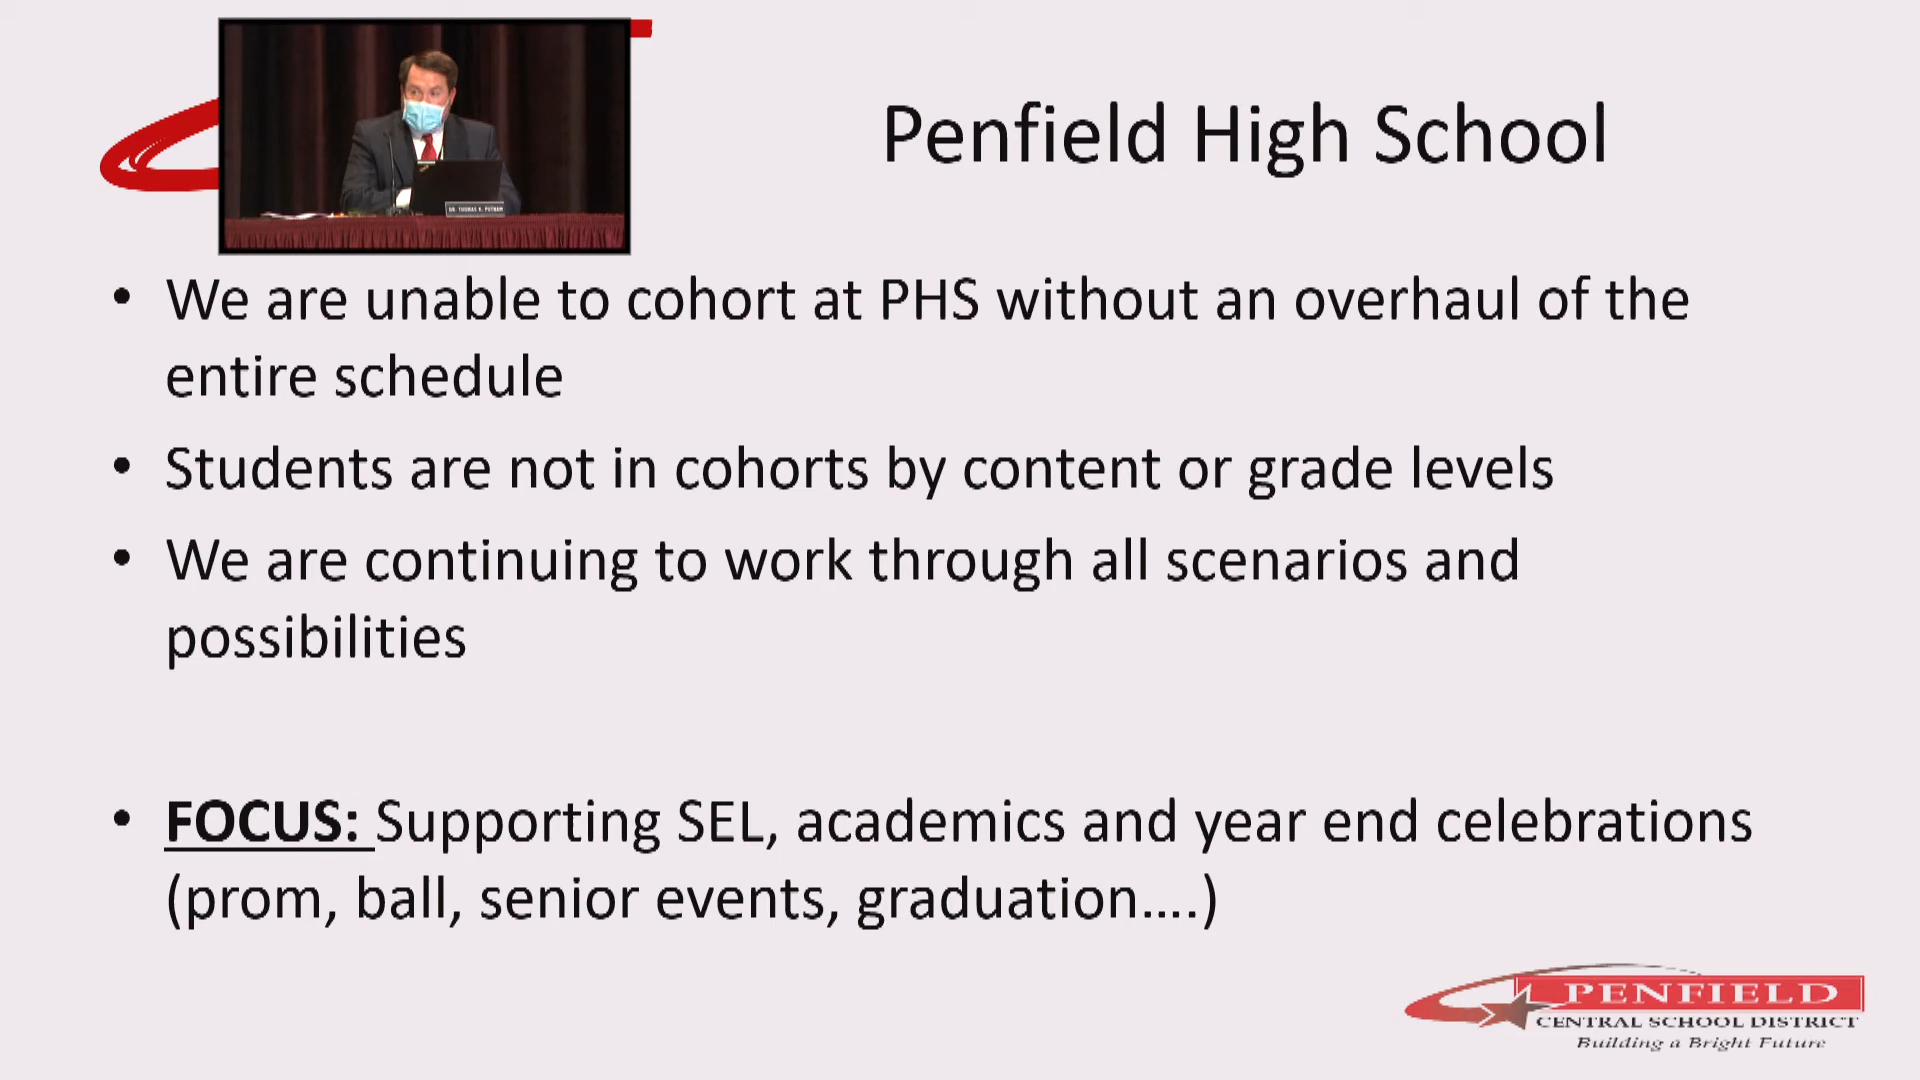 Penfield High School
DR. THOMAS K. PUTNAM
• We are unable to cohort at PHS without an overhaul of the
entire schedule
• Students are not in cohorts by content or grade levels
• We are continuing to work through all scenarios and
possibilities
• FOCUS: Supporting SEL, academics and year end celebrations
(prom, ball, senior events, graduation....)
PENFIELD
CENTRAL SCHOOL DISTRICT
Building a Bright Future